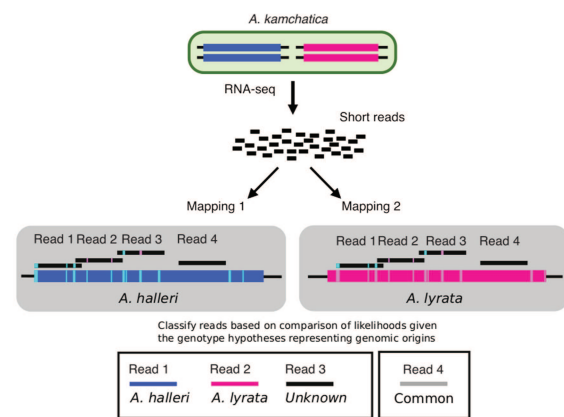 A. kamchatica
RNA-seq
Short reads
Mapping 1
Mapping 2
Read 1 Read 2 Read 3 Read 4
A. halleri
Read 1 Read 2 Read 3 Read 4
A. lyrata
Classify reads based on comparison of likelihoods given
the genotype hypotheses representing genomic origins
Read 1 Read 2 Read 3 Read 4
A. halleri A. lyrata Unknown Common